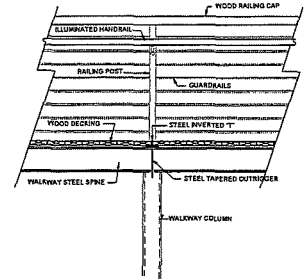 WOOD RAILING CAP
ILLUMINATED HANDRAIL
RAILING POST
GUARDRAILS
WOOD DECKING
STEEL INVERTED 'T'
WALKWAY STEEL SPINE
STEEL TAPERED OUTRIGGER
WALKWAY COLUMN